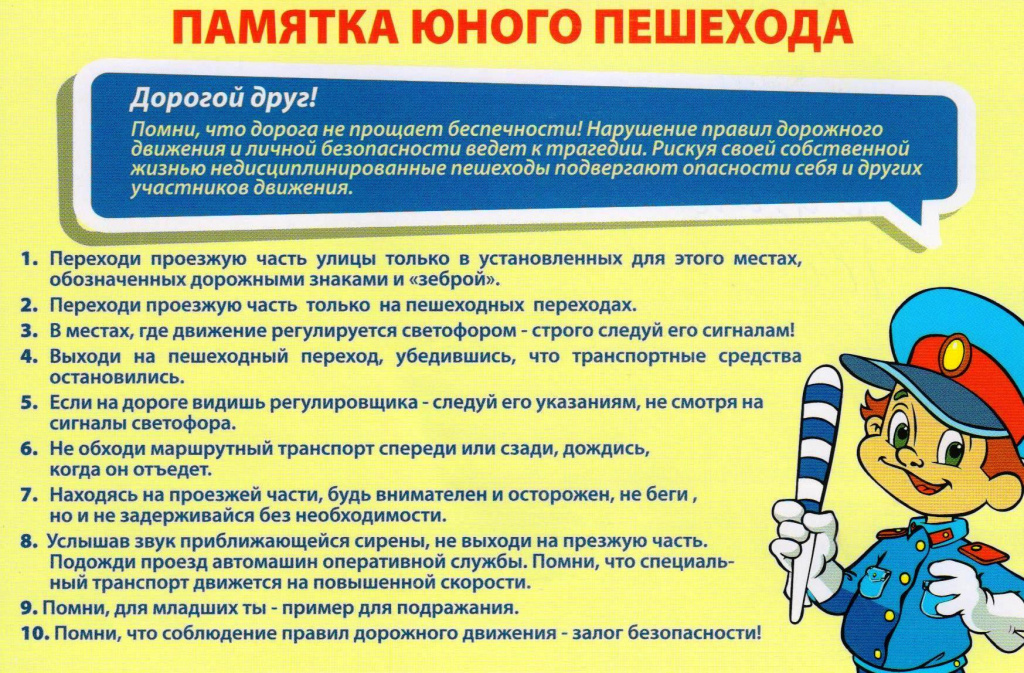 ПАМЯТКА ЮНОГО ПЕШЕХОДА
Дорогой друг!
Помни, что дорога не прощает беспечности! Нарушение правил дорожного
движения и личной безопасности ведет к трагедии. Рискуя своей собственной
жизнью недисциплинированные пешеходы подвергают опасности себя и других
участников движения.
1. Переходи проезжую часть улицы только в установленных для этого местах,
обозначенных дорожными знаками и «зеброй».
2. Переходи проезжую часть только на пешеходных переходах.
3. В местах, где движение регулируется светофором - строго следуй его сигналам!
4. Выходи на пешеходный переход, убедившись, что транспортные средства
остановились.
5. Если на дороге видишь регулировщика - следуй его указаниям, не смотря на
сигналы светофора.
6. Не обходи маршрутный транспорт спереди или сзади, дождись,
когда он отъедет.
7. Находясь на проезжей части, будь внимателен и осторожен, не беги ,
но и не задерживайся без необходимости.
8. Услышав звук приближающейся сирены, не выходи на презжую часть.
Подожди проезд автомашин оперативной службы. Помни, что специаль-
ный транспорт движется на повышенной скорости.
9. Помни, для младших ты - пример для подражания.
10. Помни, что соблюдение правил дорожного движения - залог безопасности!